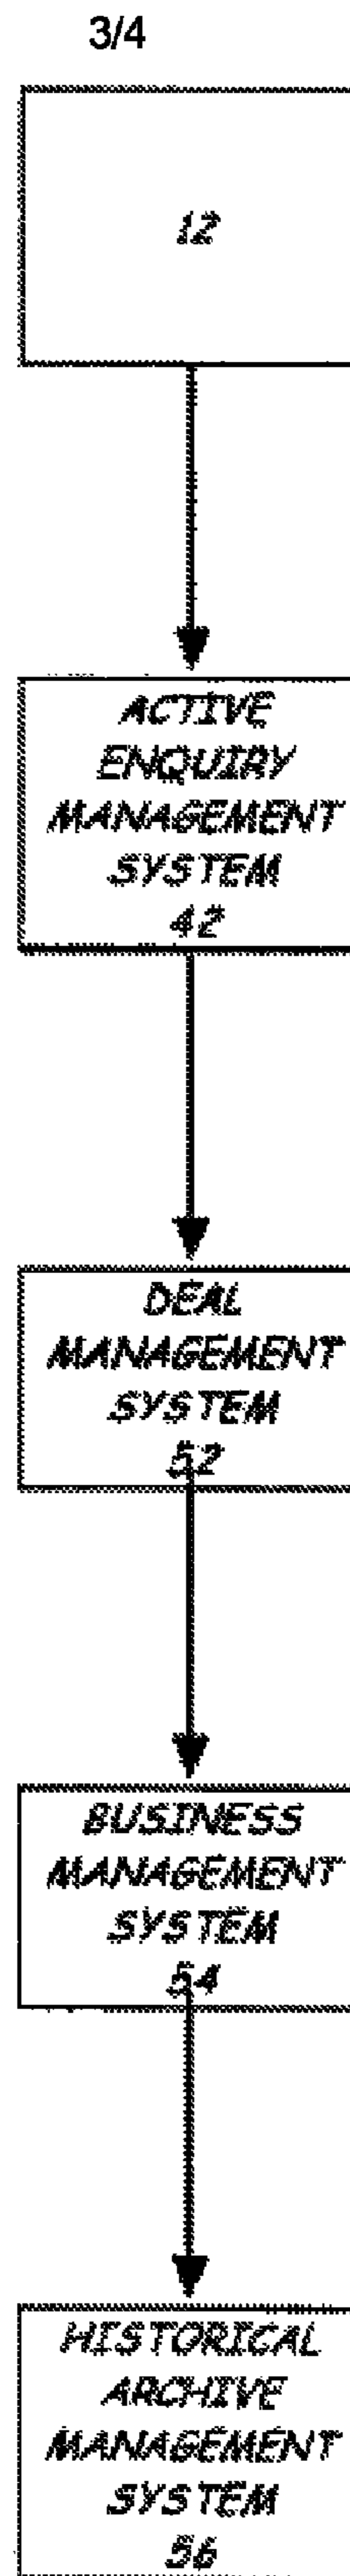 3/4
12
ACTIVE
ENQUIRY
MANAGEMENT
SYSTEM
42
DEAL
MANAGEMENT
SYSTEM
52
BUSINESS
MANAGEMENT
SYSTEM
54
HISTORICAL
ARCHIVE
MANAGEMENT
SYSTEM
56